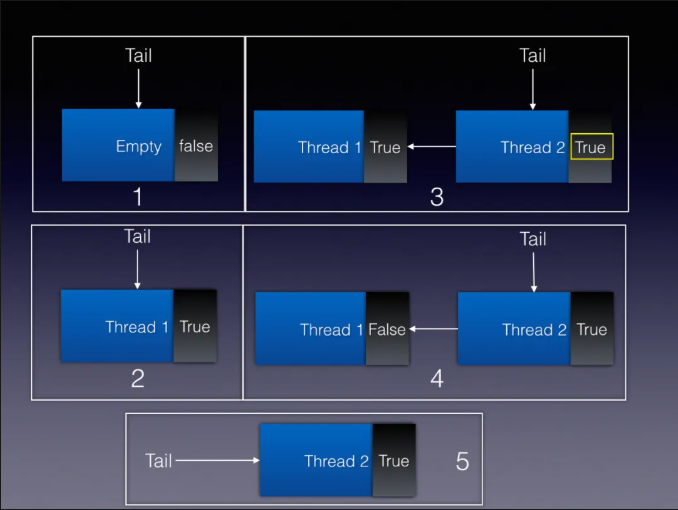 Tail
Empty false
1
Tail
Thread 1 True
Thread 2 True
3
Tail
Thread 1 True
2
Tail
Thread 1 False
Thread 2 True
4
Tail
Thread 2 True
5